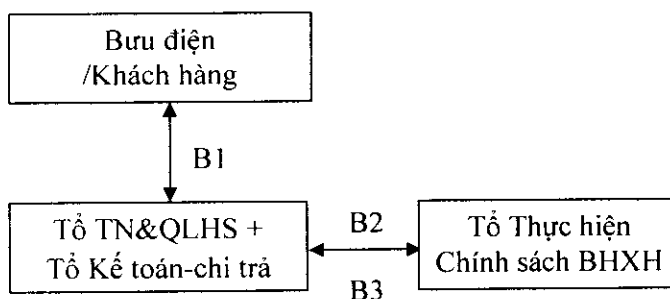 Bưu điện
/Khách hàng
B1
Tổ TN&QLHS +
Tổ Kế toán-chi trả
B2
B3
Tổ Thực hiện
Chính sách BHXH